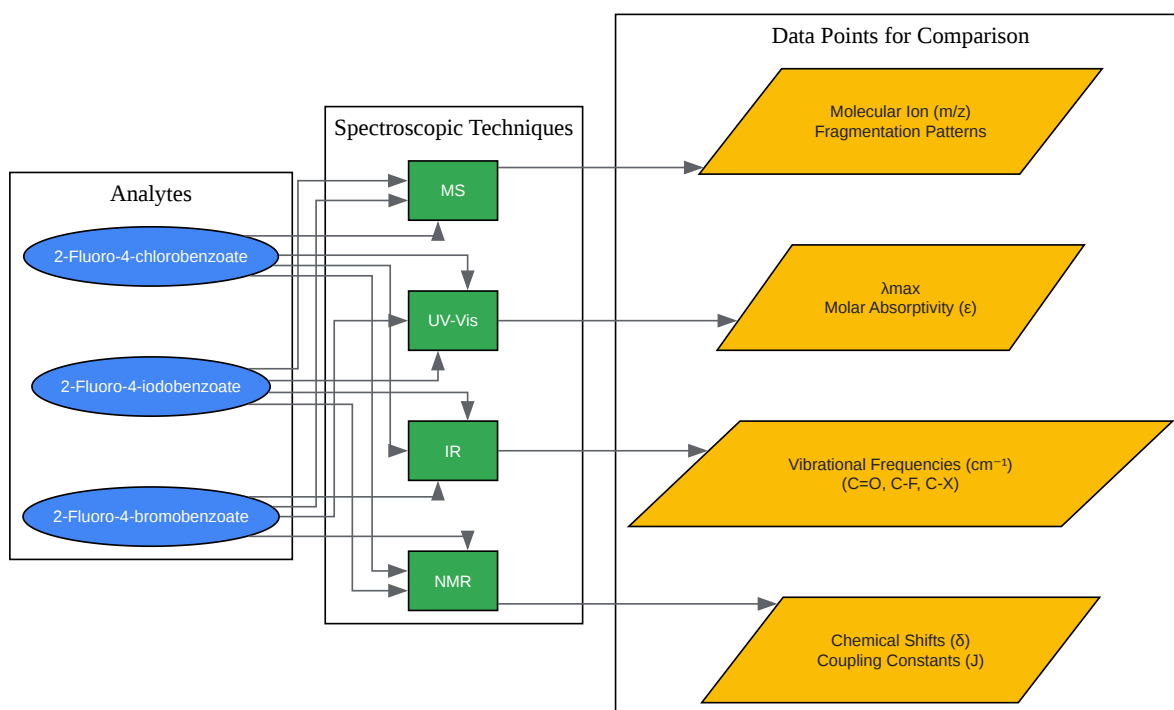 Analytes
2-Fluoro-4-chlorobenzoate
2-Fluoro-4-iodobenzoate
2-Fluoro-4-bromobenzoate
Spectroscopic Techniques
MS
UV-Vis
IR
NMR
Data Points for Comparison
Molecular Ion (m/z)
Fragmentation Patterns
λmax
Molar Absorptivity (ε)
Vibrational Frequencies (cm⁻¹)
(C=O, C-F, C-X)
Chemical Shifts (δ)
Coupling Constants (J)